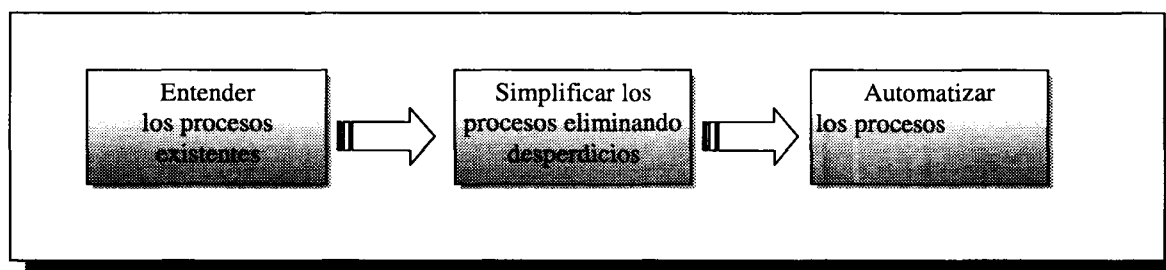 Entender
los procesos
existentes
Simplificar los
procesos eliminando
desperdicios
Automatizar
los procesos